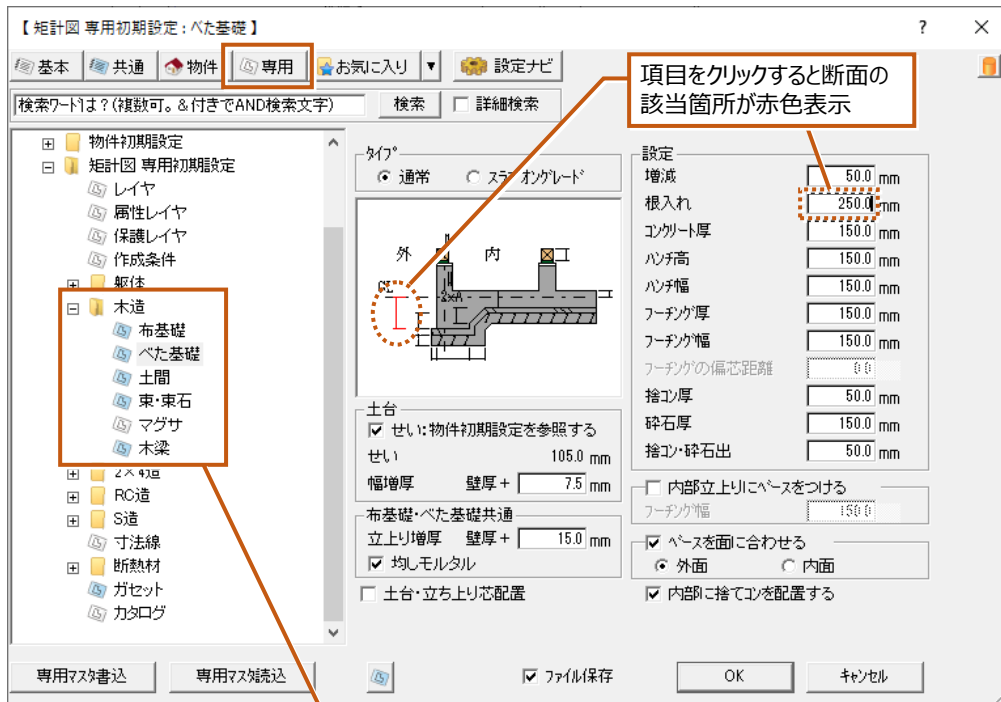 【 矩計図 専用初期設定 : べた基礎 】
?
×
基本
共通
物件
専用
お気に入り
▼
設定ナビ
項目をクリックすると断面の
該当箇所が赤色表示
検索ワードは？(複数可。＆付きでAND検索文字)
検索
詳細検索
物件初期設定
矩計図 専用初期設定
レイヤ
属性レイヤ
保護レイヤ
作成条件
躯体
木造
布基礎
べた基礎
土間
束・束石
マグサ
木梁
2×4造
RC造
S造
寸法線
断熱材
ガセット
カタログ
ﾀｲﾌﾟ
通常
ｽﾗﾌﾞｵﾝｸﾞﾚｰﾄﾞ
外
内
GL
2×A
土台
せい:物件初期設定を参照する
せい 105.0 mm
幅増厚 壁厚＋ 7.5 mm
布基礎・べた基礎共通
立上り増厚 壁厚＋ 15.0 mm
均しモルタル
土台・立ち上り芯配置
設定
増減 50.0 mm
根入れ 250.0 mm
ｺﾝｸﾘｰﾄ厚 150.0 mm
ﾊﾝﾁ高 150.0 mm
ﾊﾝﾁ幅 150.0 mm
ﾌｰﾁﾝｸﾞ厚 150.0 mm
ﾌｰﾁﾝｸﾞ幅 150.0 mm
ﾌｰﾁﾝｸﾞの偏芯距離 0.0
捨ｺﾝ厚 50.0 mm
砕石厚 150.0 mm
捨ｺﾝ・砕石出 50.0 mm
内部立上りにﾍﾞｰｽをつける
ﾌｰﾁﾝｸﾞ幅 150.0
ﾍﾞｰｽを面に合わせる
外面
内面
内部に捨てｺﾝを配置する
専用ﾏｽﾀ書込
専用ﾏｽﾀ読込
ﾌｧｲﾙ保存
OK
ｷｬﾝｾﾙ